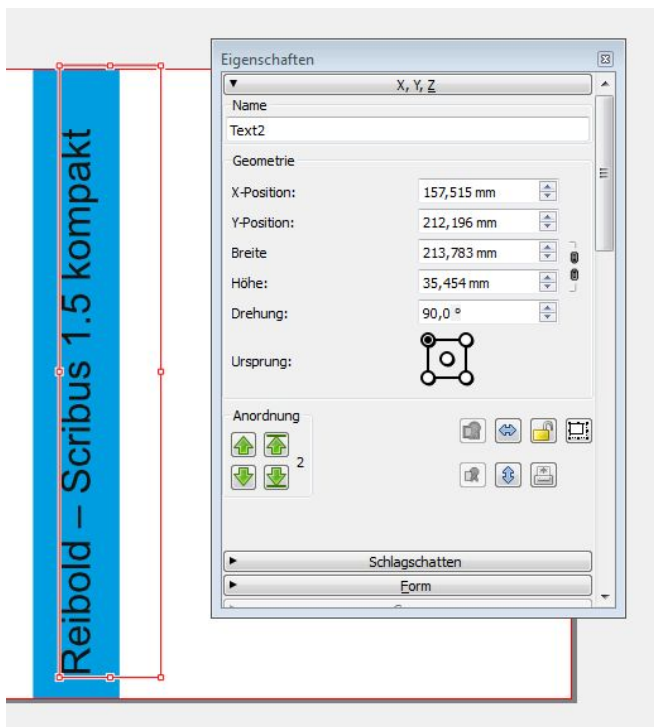 Reibold – Scribus 1.5 kompakt
Eigenschaften
X, Y, Z
Name
Text2
Geometrie
X-Position: 157,515 mm
Y-Position: 212,196 mm
Breite 213,783 mm
Höhe: 35,454 mm
Drehung: 90,0 °
Ursprung:
Anordnung
2
Schlagschatten
Form